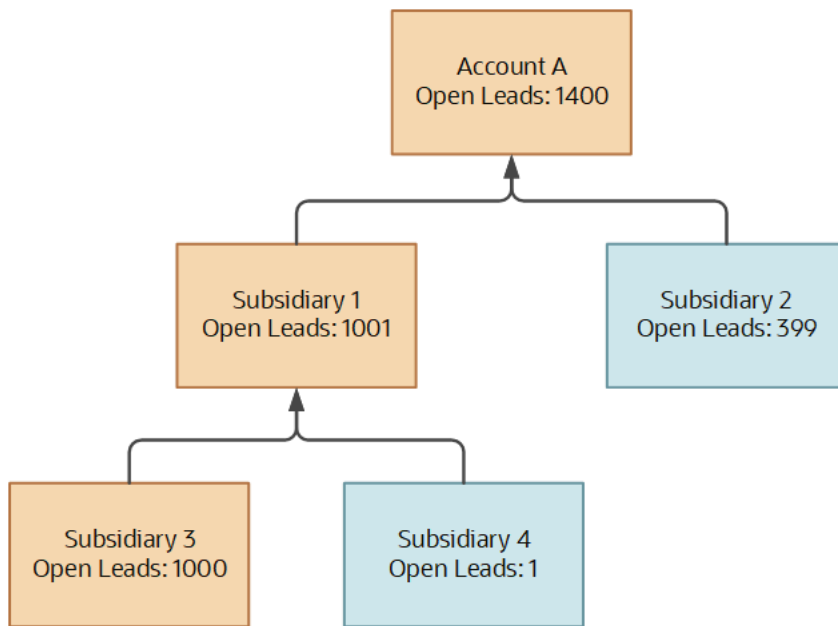 Account A
Open Leads: 1400
Subsidiary 1
Open Leads: 1001
Subsidiary 2
Open Leads: 399
Subsidiary 3
Open Leads: 1000
Subsidiary 4
Open Leads: 1